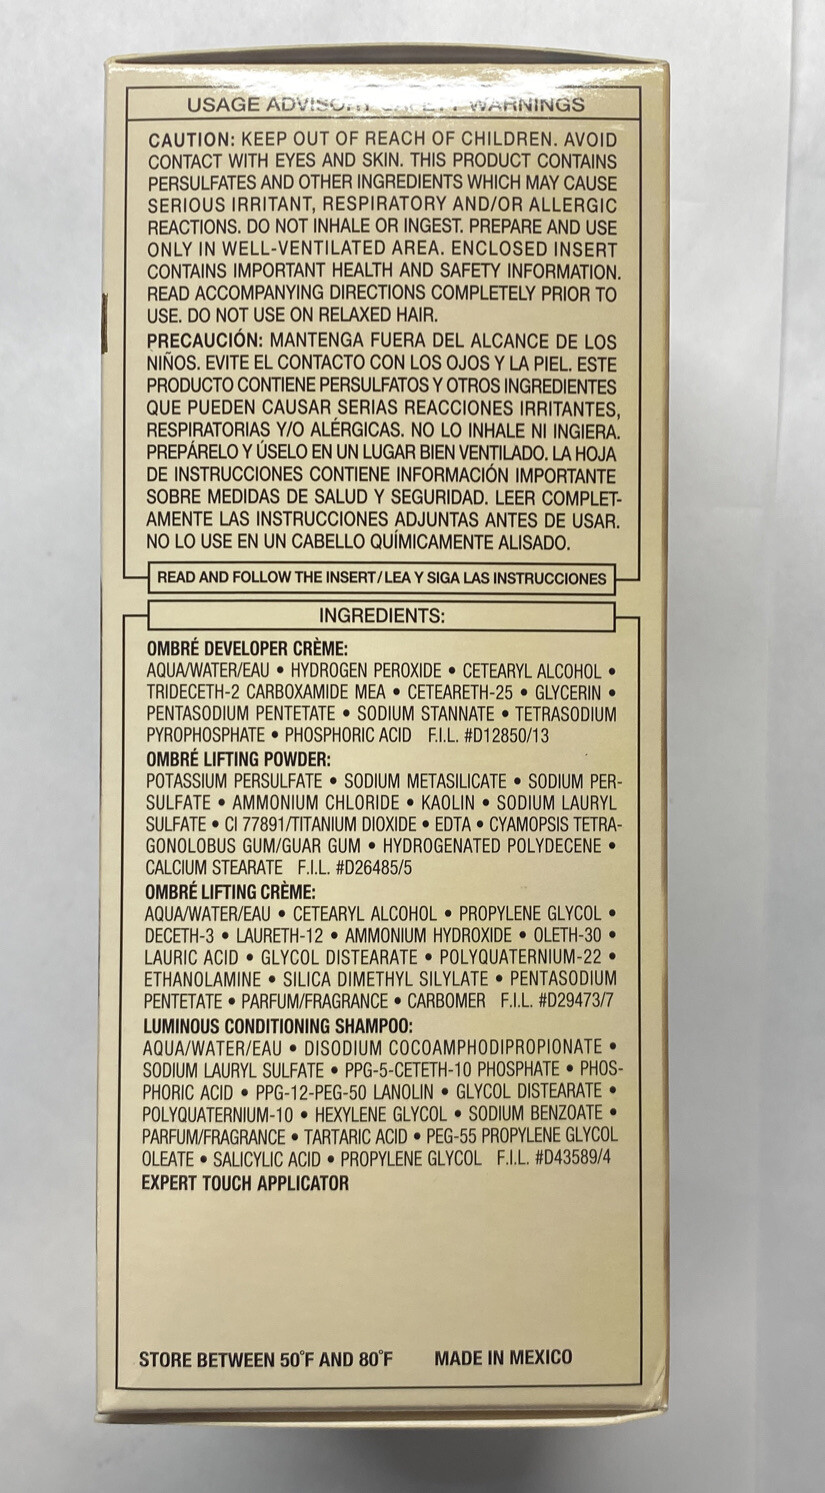 USAGE ADVISORY SAFETY WARNINGS
CAUTION: KEEP OUT OF REACH OF CHILDREN. AVOID
CONTACT WITH EYES AND SKIN. THIS PRODUCT CONTAINS
PERSULFATES AND OTHER INGREDIENTS WHICH MAY CAUSE
SERIOUS IRRITANT, RESPIRATORY AND/OR ALLERGIC
REACTIONS. DO NOT INHALE OR INGEST. PREPARE AND USE
ONLY IN WELL-VENTILATED AREA. ENCLOSED INSERT
CONTAINS IMPORTANT HEALTH AND SAFETY INFORMATION.
READ ACCOMPANYING DIRECTIONS COMPLETELY PRIOR TO
USE. DO NOT USE ON RELAXED HAIR.
PRECAUCIÓN: MANTENGA FUERA DEL ALCANCE DE LOS
NIÑOS. EVITE EL CONTACTO CON LOS OJOS Y LA PIEL. ESTE
PRODUCTO CONTIENE PERSULFATOS Y OTROS INGREDIENTES
QUE PUEDEN CAUSAR SERIAS REACCIONES IRRITANTES,
RESPIRATORIAS Y/O ALÉRGICAS. NO LO INHALE NI INGIERA.
PREPÁRELO Y ÚSELO EN UN LUGAR BIEN VENTILADO. LA HOJA
DE INSTRUCCIONES CONTIENE INFORMACIÓN IMPORTANTE
SOBRE MEDIDAS DE SALUD Y SEGURIDAD. LEER COMPLET-
AMENTE LAS INSTRUCCIONES ADJUNTAS ANTES DE USAR.
NO LO USE EN UN CABELLO QUÍMICAMENTE ALISADO.
READ AND FOLLOW THE INSERT/LEA Y SIGA LAS INSTRUCCIONES
INGREDIENTS:
OMBRÉ DEVELOPER CRÈME:
AQUA/WATER/EAU • HYDROGEN PEROXIDE • CETEARYL ALCOHOL •
TRIDECETH-2 CARBOXAMIDE MEA • CETEARETH-25 • GLYCERIN •
PENTASODIUM PENTETATE • SODIUM STANNATE • TETRASODIUM
PYROPHOSPHATE • PHOSPHORIC ACID F.I.L. #D12850/13
OMBRÉ LIFTING POWDER:
POTASSIUM PERSULFATE • SODIUM METASILICATE • SODIUM PER-
SULFATE • AMMONIUM CHLORIDE • KAOLIN • SODIUM LAURYL
SULFATE • CI 77891/TITANIUM DIOXIDE • EDTA • CYAMOPSIS TETRA-
GONOLOBUS GUM/GUAR GUM • HYDROGENATED POLYDECENE •
CALCIUM STEARATE F.I.L. #D26485/5
OMBRÉ LIFTING CRÈME:
AQUA/WATER/EAU • CETEARYL ALCOHOL • PROPYLENE GLYCOL •
DECETH-3 • LAURETH-12 • AMMONIUM HYDROXIDE • OLETH-30 •
LAURIC ACID • GLYCOL DISTEARATE • POLYQUATERNIUM-22 •
ETHANOLAMINE • SILICA DIMETHYL SILYLATE • PENTASODIUM
PENTETATE • PARFUM/FRAGRANCE • CARBOMER F.I.L. #D29473/7
LUMINOUS CONDITIONING SHAMPOO:
AQUA/WATER/EAU • DISODIUM COCOAMPHODIPROPIONATE •
SODIUM LAURYL SULFATE • PPG-5-CETETH-10 PHOSPHATE • PHOS-
PHORIC ACID • PPG-12-PEG-50 LANOLIN • GLYCOL DISTEARATE •
POLYQUATERNIUM-10 • HEXYLENE GLYCOL • SODIUM BENZOATE •
PARFUM/FRAGRANCE • TARTARIC ACID • PEG-55 PROPYLENE GLYCOL
OLEATE • SALICYLIC ACID • PROPYLENE GLYCOL F.I.L. #D43589/4
EXPERT TOUCH APPLICATOR
STORE BETWEEN 50°F AND 80°F MADE IN MEXICO